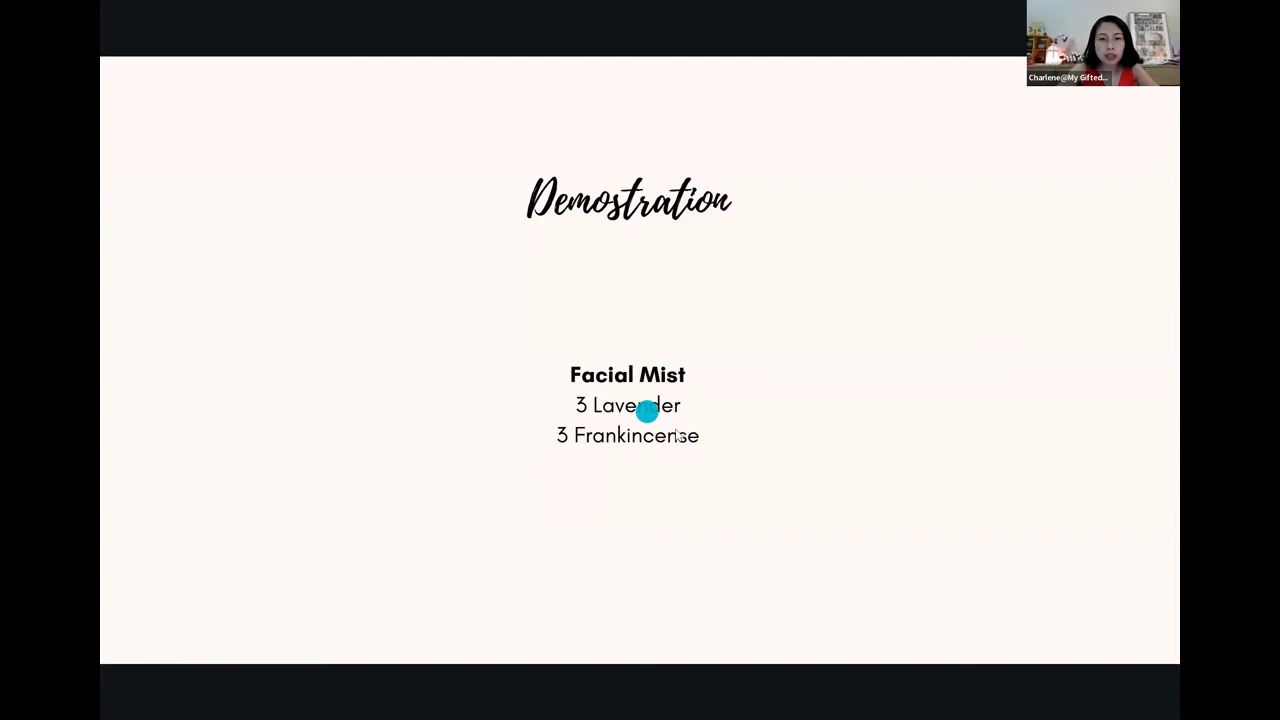 Charlene@My Gifted...
Demostration
Facial Mist
3 Lavender
3 Frankincense